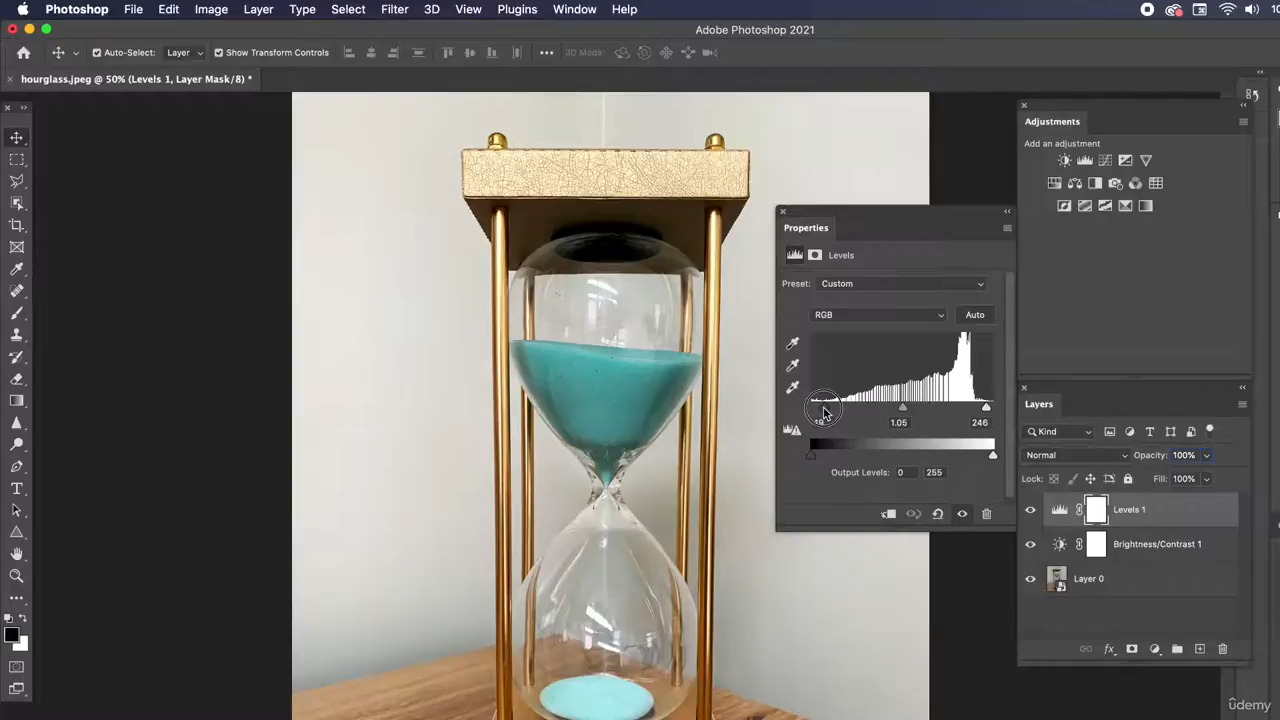 Photoshop File Edit Image Layer Type Select Filter 3D View Plugins Window Help
Adobe Photoshop 2021
Auto-Select: Layer Show Transform Controls 3D Mode:
hourglass.jpeg @ 50% (Levels 1, Layer Mask/8) *
Adjustments
Add an adjustment
Properties
Levels
Preset: Custom
RGB Auto
1.05 246
Output Levels: 0 255
Layers
Kind
Normal Opacity: 100%
Lock: Fill: 100%
Levels 1
Brightness/Contrast 1
Layer 0
ûdemy